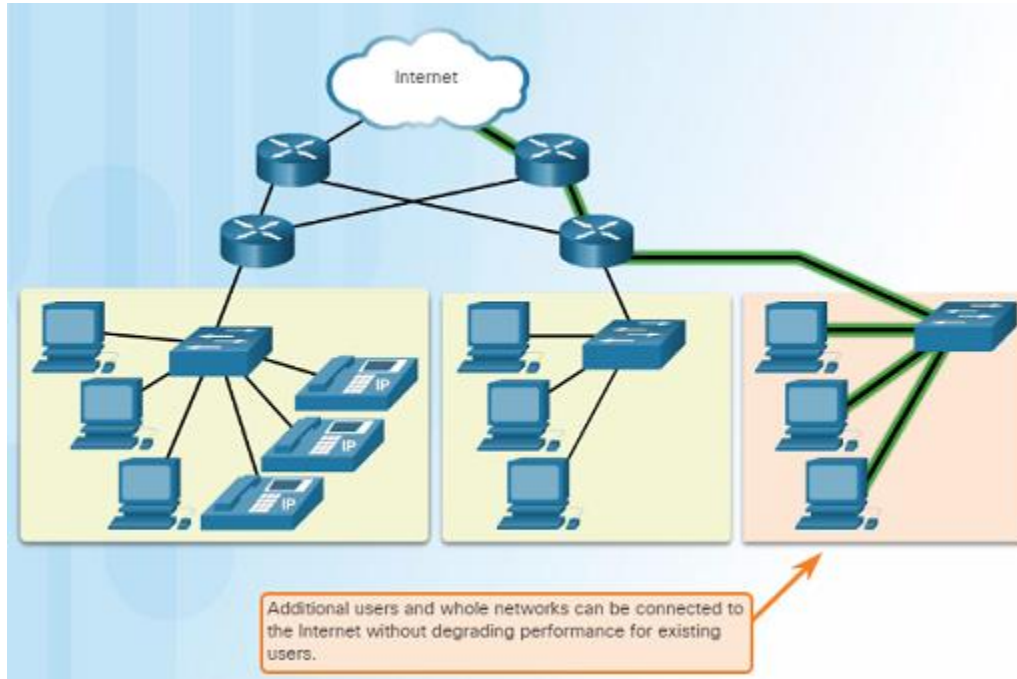 Internet
IP
IP
IP
Additional users and whole networks can be connected to
the Internet without degrading performance for existing
users.